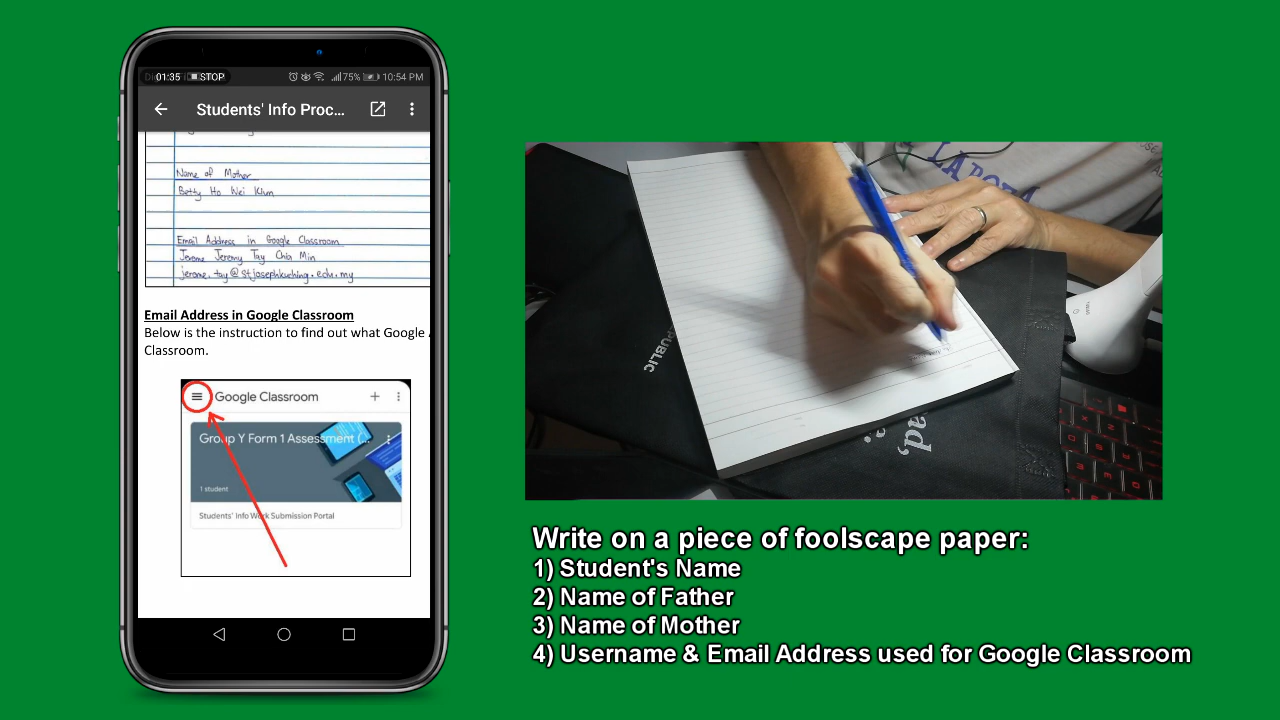 01:35 STOP 75% 10:54 PM
Students' Info Proc...
Name of Mother
Betty Ho Wei Khun
Email Address in Google Classroom
Jerome Jeremy Tay Chia Min
jerome.tay@stjosephkuching.edu.my
Email Address in Google Classroom
Below is the instruction to find out what Google
Classroom.
Google Classroom
Group Y Form 1 Assessment (...
1 student
Students' Info Work Submission Portal
PUBLIC
ad,
Write on a piece of foolscape paper:
1) Student's Name
2) Name of Father
3) Name of Mother
4) Username & Email Address used for Google Classroom